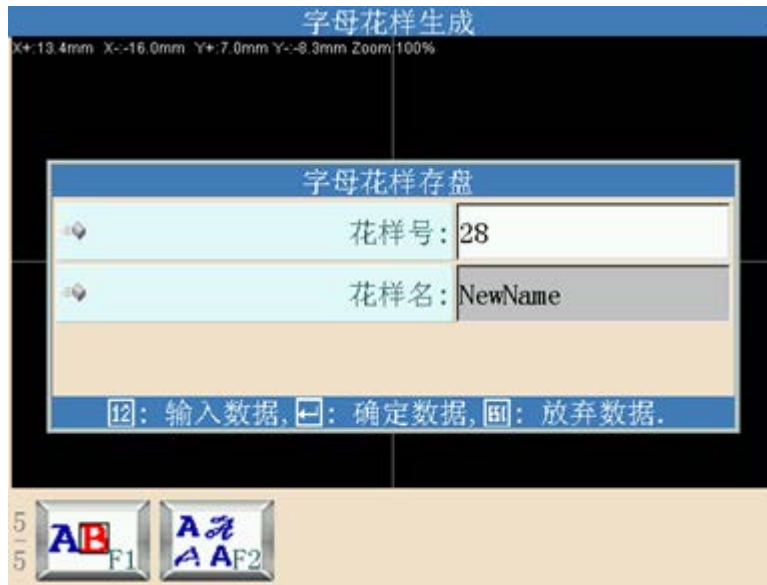 字母花样生成
X+:13.4mm X-:-16.0mm Y+:7.0mm Y-:-8.3mm Zoom 100%
字母花样存盘
花样号: 28
花样名: NewName
12: 输入数据, : 确定数据, : 放弃数据.
5
5
AB F1
AA AA F2